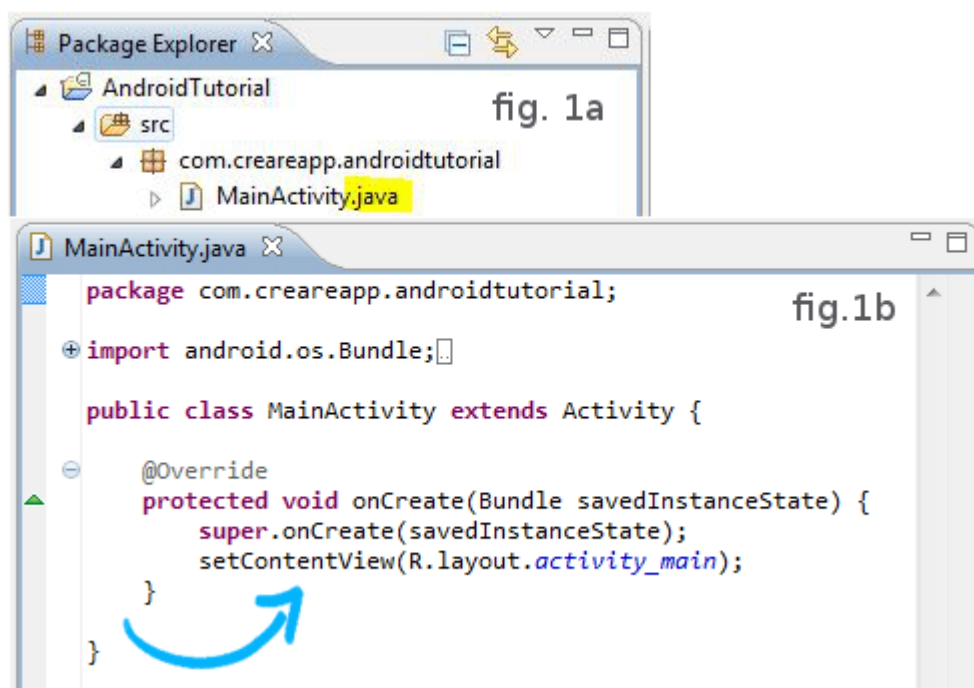 Package Explorer
AndroidTutorial
fig. 1a
src
com.creareapp.androidtutorial
MainActivity.java
MainActivity.java
package com.creareapp.androidtutorial;
fig.1b
import android.os.Bundle;
public class MainActivity extends Activity {
@Override
protected void onCreate(Bundle savedInstanceState) {
super.onCreate(savedInstanceState);
setContentView(R.layout.activity_main);
}
}